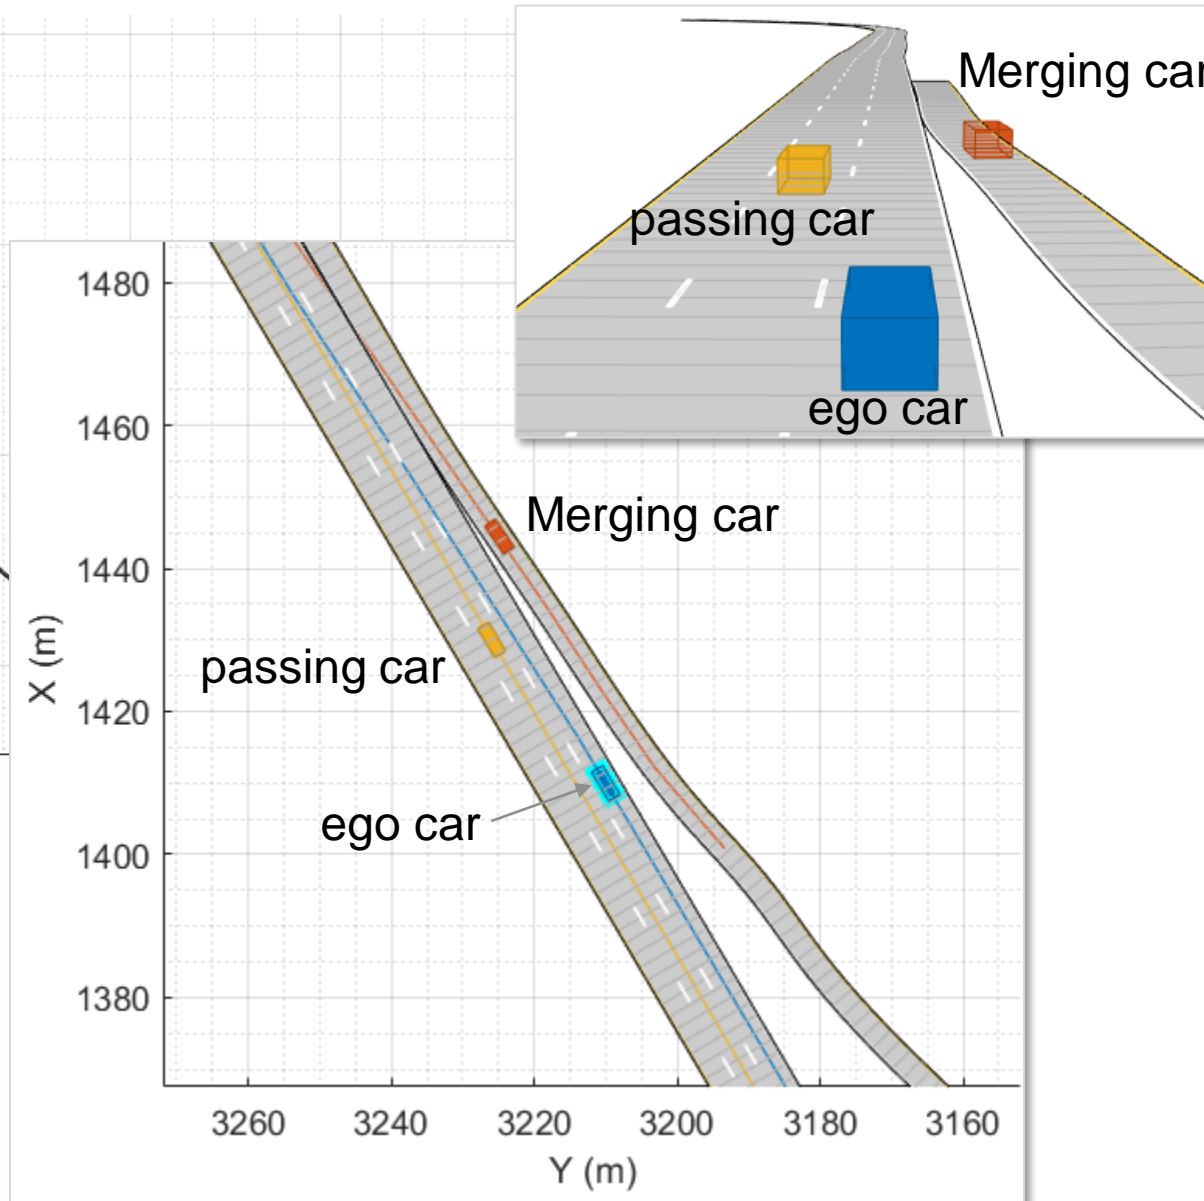 Merging car
passing car
ego car
1480
1460
1440
1420
1400
1380
X (m)
Merging car
passing car
ego car
3260 3240 3220 3200 3180 3160
Y (m)